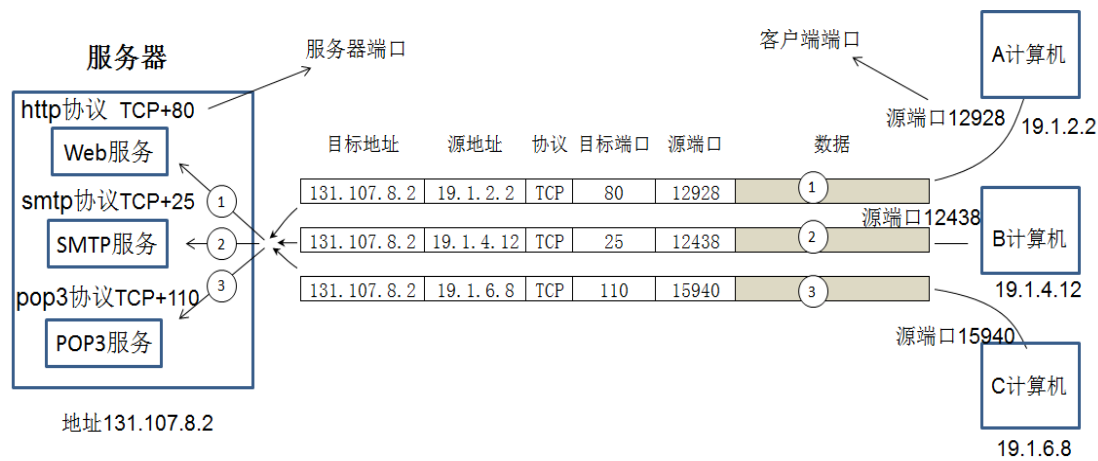 服务器
服务器端口
客户端端口
A计算机
http协议 TCP+80
源端口12928
19.1.2.2
Web服务
目标地址 源地址 协议 目标端口 源端口 数据
131.107.8.2 19.1.2.2 TCP 80 12928 1
smtp协议TCP+25
1
源端口12438
SMTP服务
2
131.107.8.2 19.1.4.12 TCP 25 12438 2
B计算机
19.1.4.12
pop3协议TCP+110
3
131.107.8.2 19.1.6.8 TCP 110 15940 3
POP3服务
源端口15940
C计算机
地址131.107.8.2
19.1.6.8